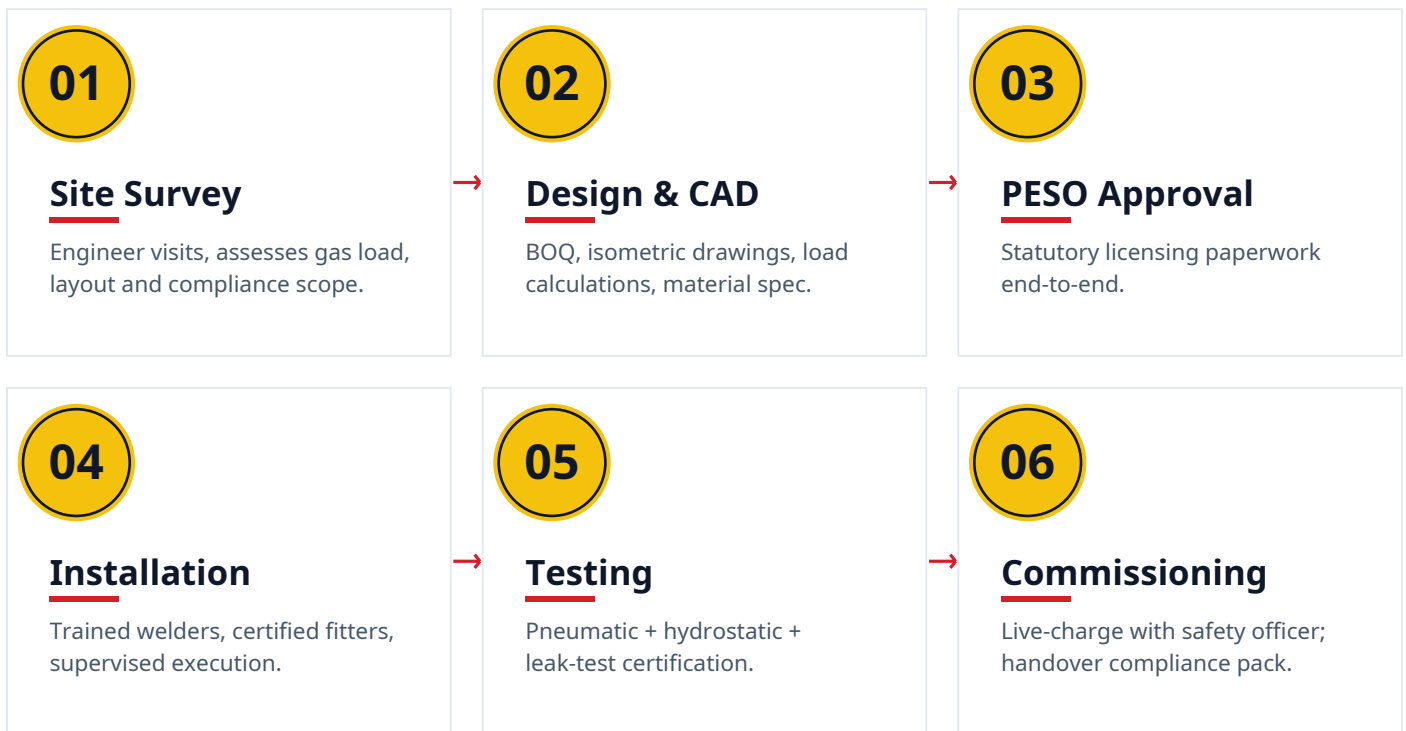 01
Site Survey
Engineer visits, assesses gas load,
layout and compliance scope.
→
02
Design & CAD
BOQ, isometric drawings, load
calculations, material spec.
→
03
PESO Approval
Statutory licensing paperwork
end-to-end.
04
Installation
Trained welders, certified fitters,
supervised execution.
→
05
Testing
Pneumatic + hydrostatic +
leak-test certification.
→
06
Commissioning
Live-charge with safety officer;
handover compliance pack.